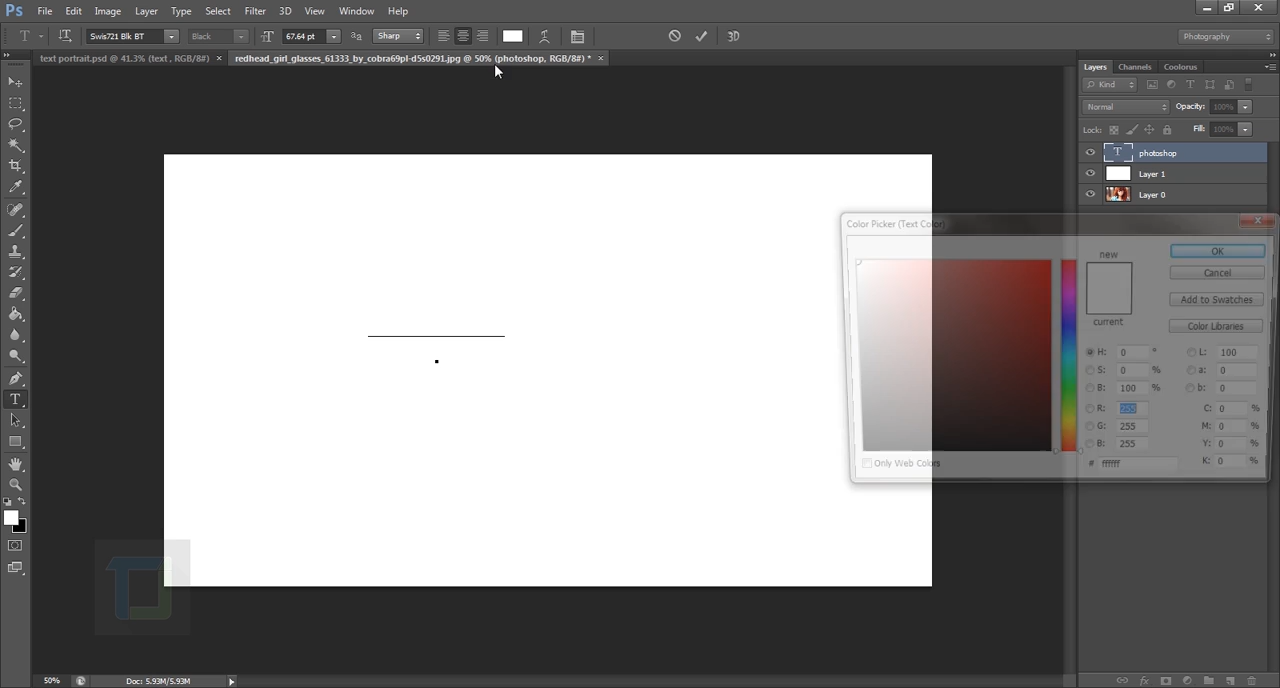 Ps File Edit Image Layer Type Select Filter 3D View Window Help
T Swis721 Blk BT Black 67.64 pt aa Sharp 3D Photography
text portrait.psd @ 41.3% (text , RGB/8#) × redhead_girl_glasses_61333_by_cobra69pl-d5s0291.jpg @ 50% (photoshop, RGB/8#) * ×
Layers Channels Coolorus
Kind
Normal Opacity: 100%
Lock: Fill: 100%
T photoshop
Layer 1
Layer 0
Color Picker (Text Color)
new
current
OK
Cancel
Add to Swatches
Color Libraries
H: 0 ° L: 100
S: 0 % a: 0
B: 100 % b: 0
R: 255 C: 0 %
G: 255 M: 0 %
B: 255 Y: 0 %
# ffffff K: 0 %
Only Web Colors
50% Doc: 5.93M/5.93M